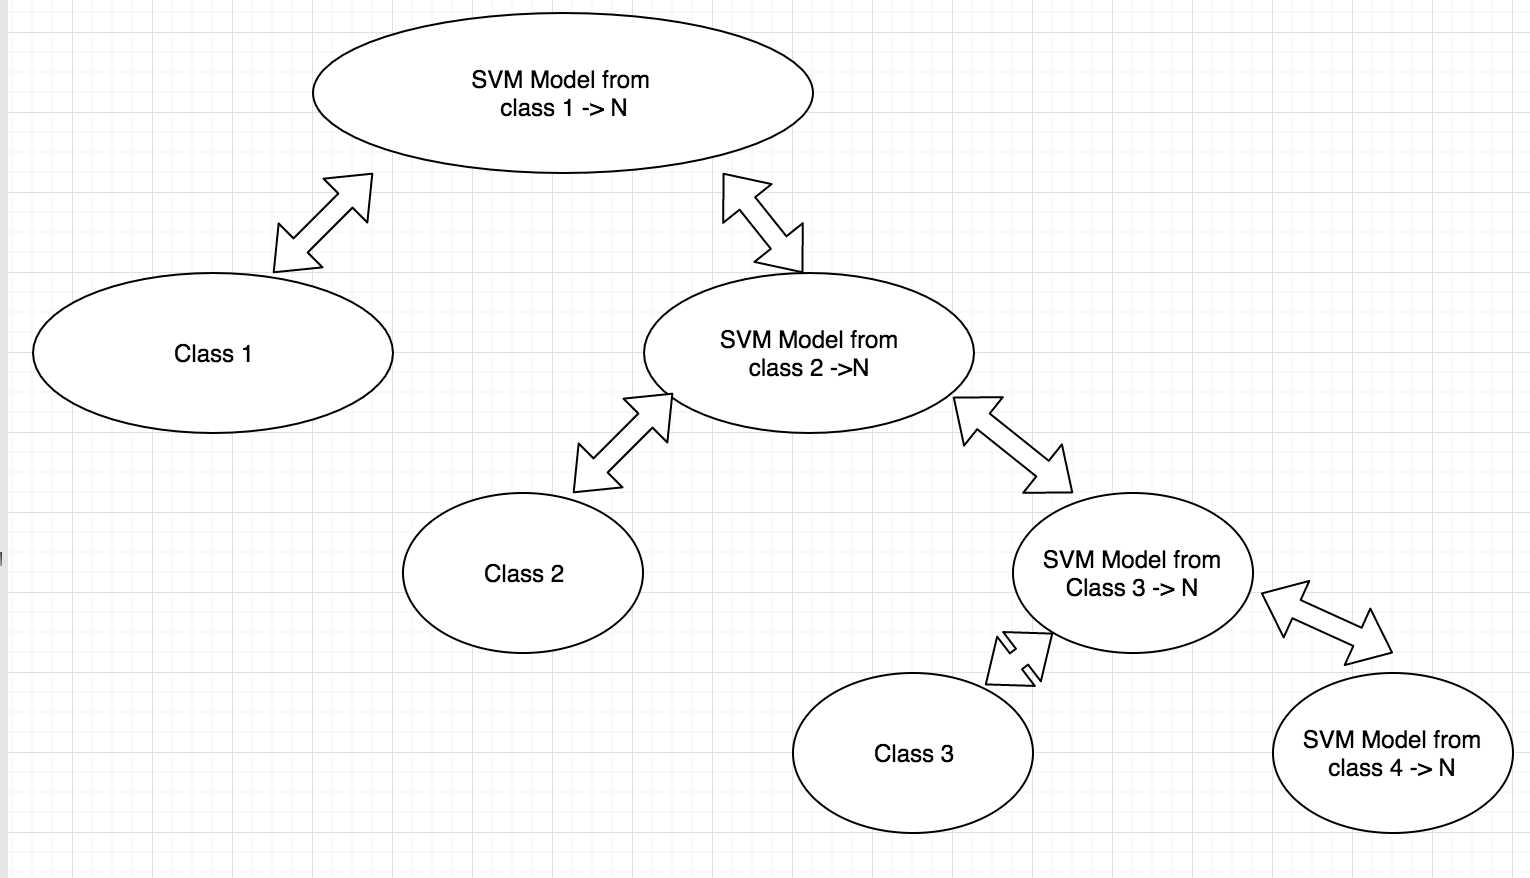 SVM Model from
class 1 -> N
Class 1
SVM Model from
class 2 ->N
Class 2
SVM Model from
Class 3 -> N
Class 3
SVM Model from
class 4 -> N